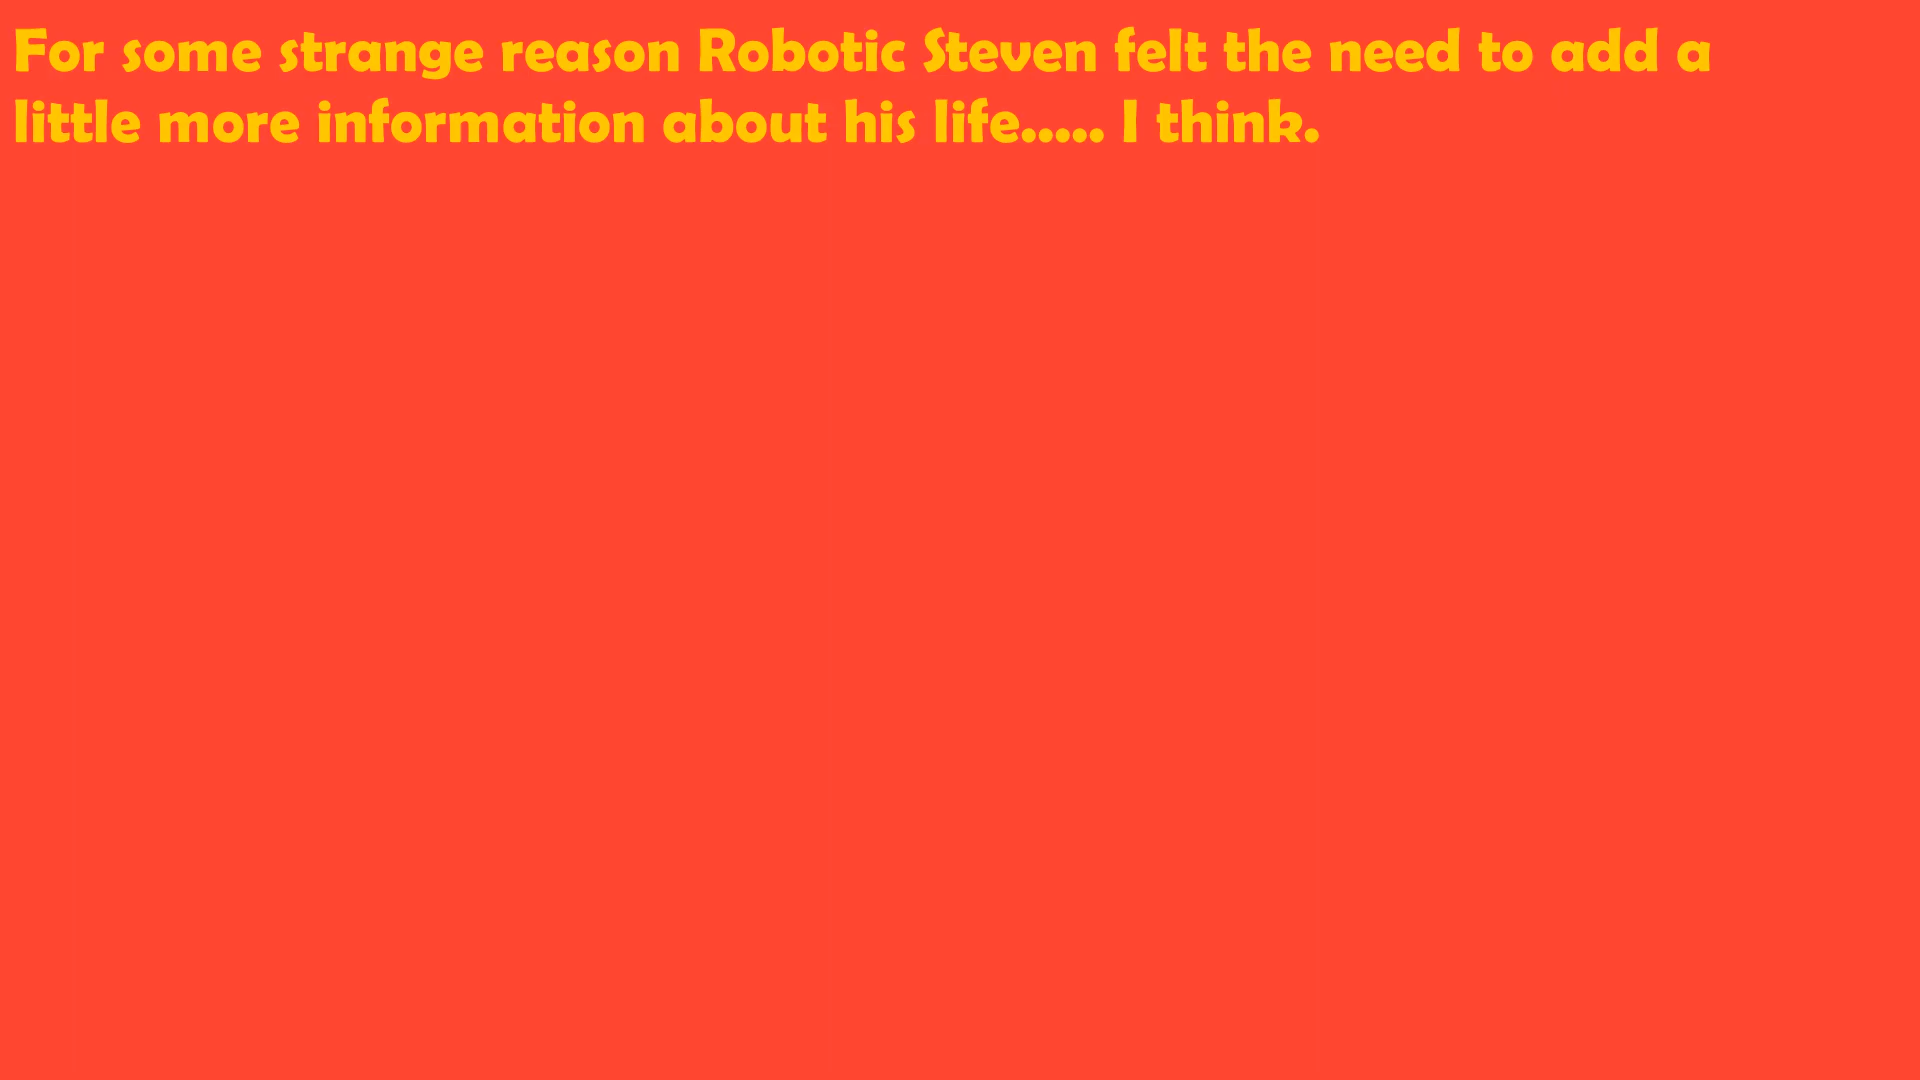 For some strange reason Robotic Steven felt the need to add a
little more information about his life..... I think.